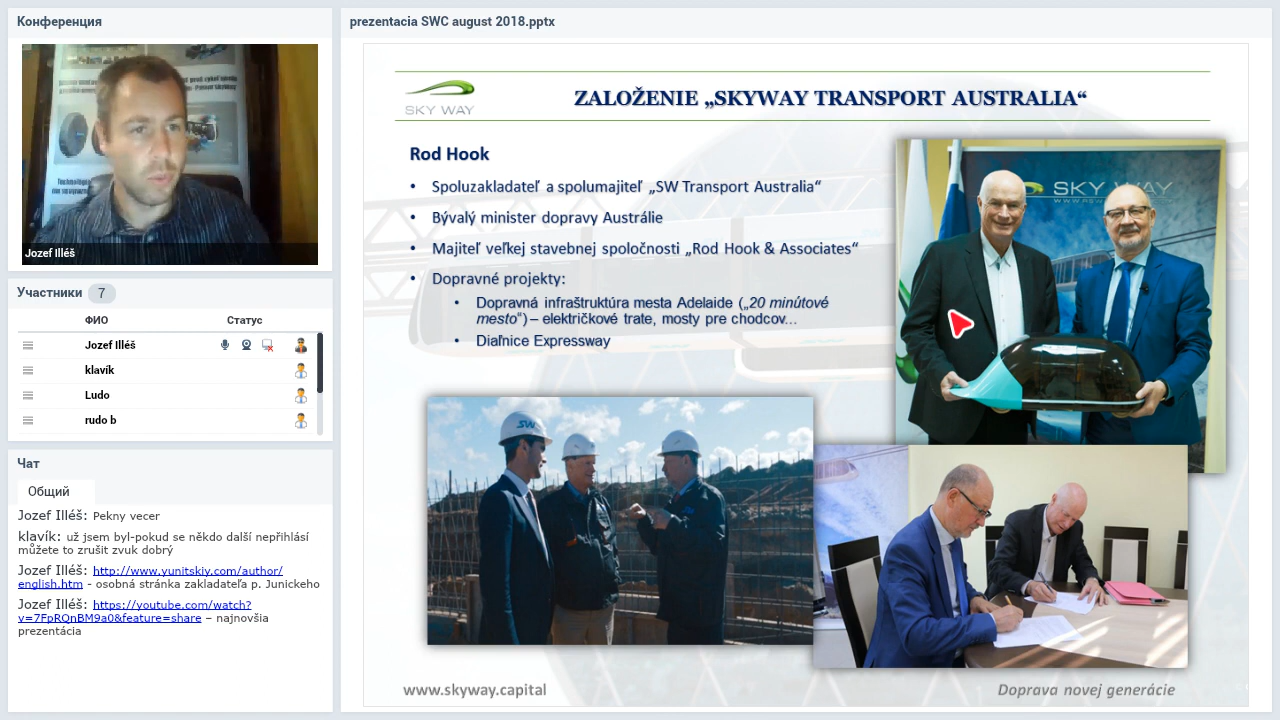 Конференция
Jozef Illéš
Участники 7
ФИО Статус
Jozef Illéš
klavík
Ludo
rudo b
Чат
Общий
Jozef Illéš: Pekny vecer
klavík: už jsem byl-pokud se někdo další nepřihlásí
můžete to zrušit zvuk dobrý
Jozef Illéš: http://www.yunitskiy.com/author/
english.htm - osobná stránka zakladateľa p. Junickeho
Jozef Illéš: https://youtube.com/watch?
v=7FpRQnBM9a0&feature=share – najnovšia
prezentácia
prezentacia SWC august 2018.pptx
SKY WAY
ZALOŽENIE „SKYWAY TRANSPORT AUSTRALIA“
Rod Hook
• Spoluzakladateľ a spolumajiteľ „SW Transport Australia“
• Bývalý minister dopravy Austrálie
• Majiteľ veľkej stavebnej spoločnosti „Rod Hook & Associates“
• Dopravné projekty:
• Dopravná infraštruktúra mesta Adelaide („20 minútové
mesto“) – električkové trate, mosty pre chodcov...
• Diaľnice Expressway
SKY WAY
SW
www.skyway.capital
Doprava novej generácie